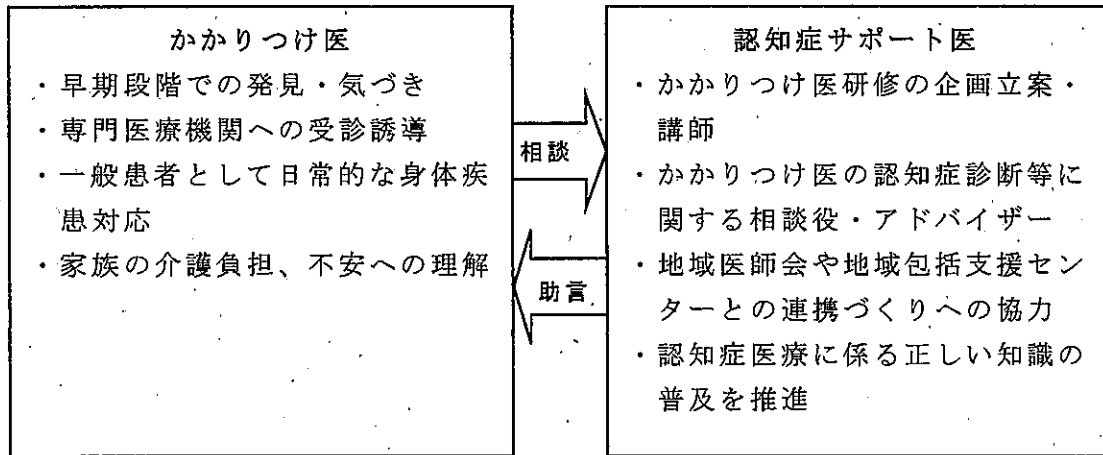 かかりつけ医
・早期段階での発見・気づき
・専門医療機関への受診誘導
・一般患者として日常的な身体疾
患対応
・家族の介護負担、不安への理解
相談
助言
認知症サポート医
・かかりつけ医研修の企画立案・
講師
・かかりつけ医の認知症診断等に
関する相談役・アドバイザー
・地域医師会や地域包括支援セン
ターとの連携づくりへの協力
・認知症医療に係る正しい知識の
普及を推進